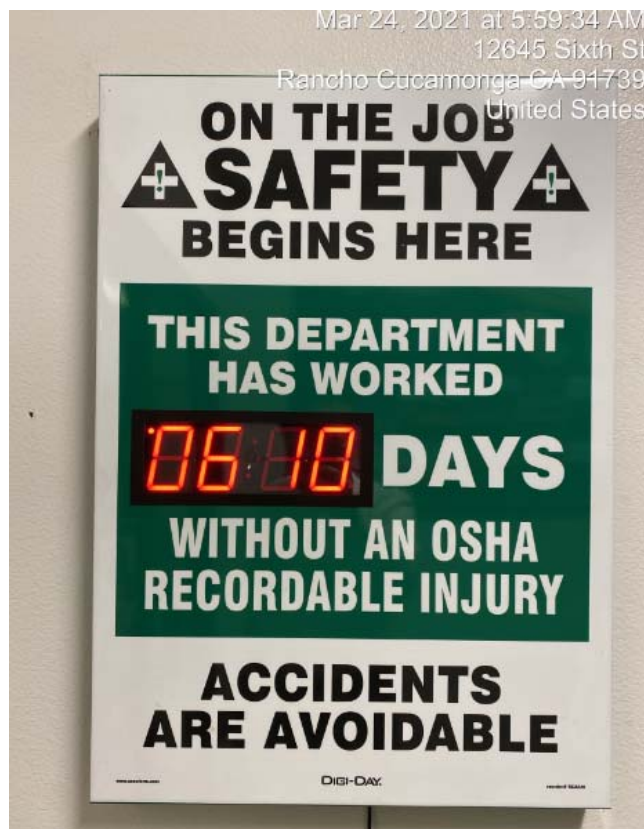 Mar 24, 2021 at 5:59:34 AM
12645 Sixth St
Rancho Cucamonga CA 91739
United States
ON THE JOB
SAFETY
BEGINS HERE
THIS DEPARTMENT
HAS WORKED
0610 DAYS
WITHOUT AN OSHA
RECORDABLE INJURY
ACCIDENTS
ARE AVOIDABLE
DIGI-DAY.